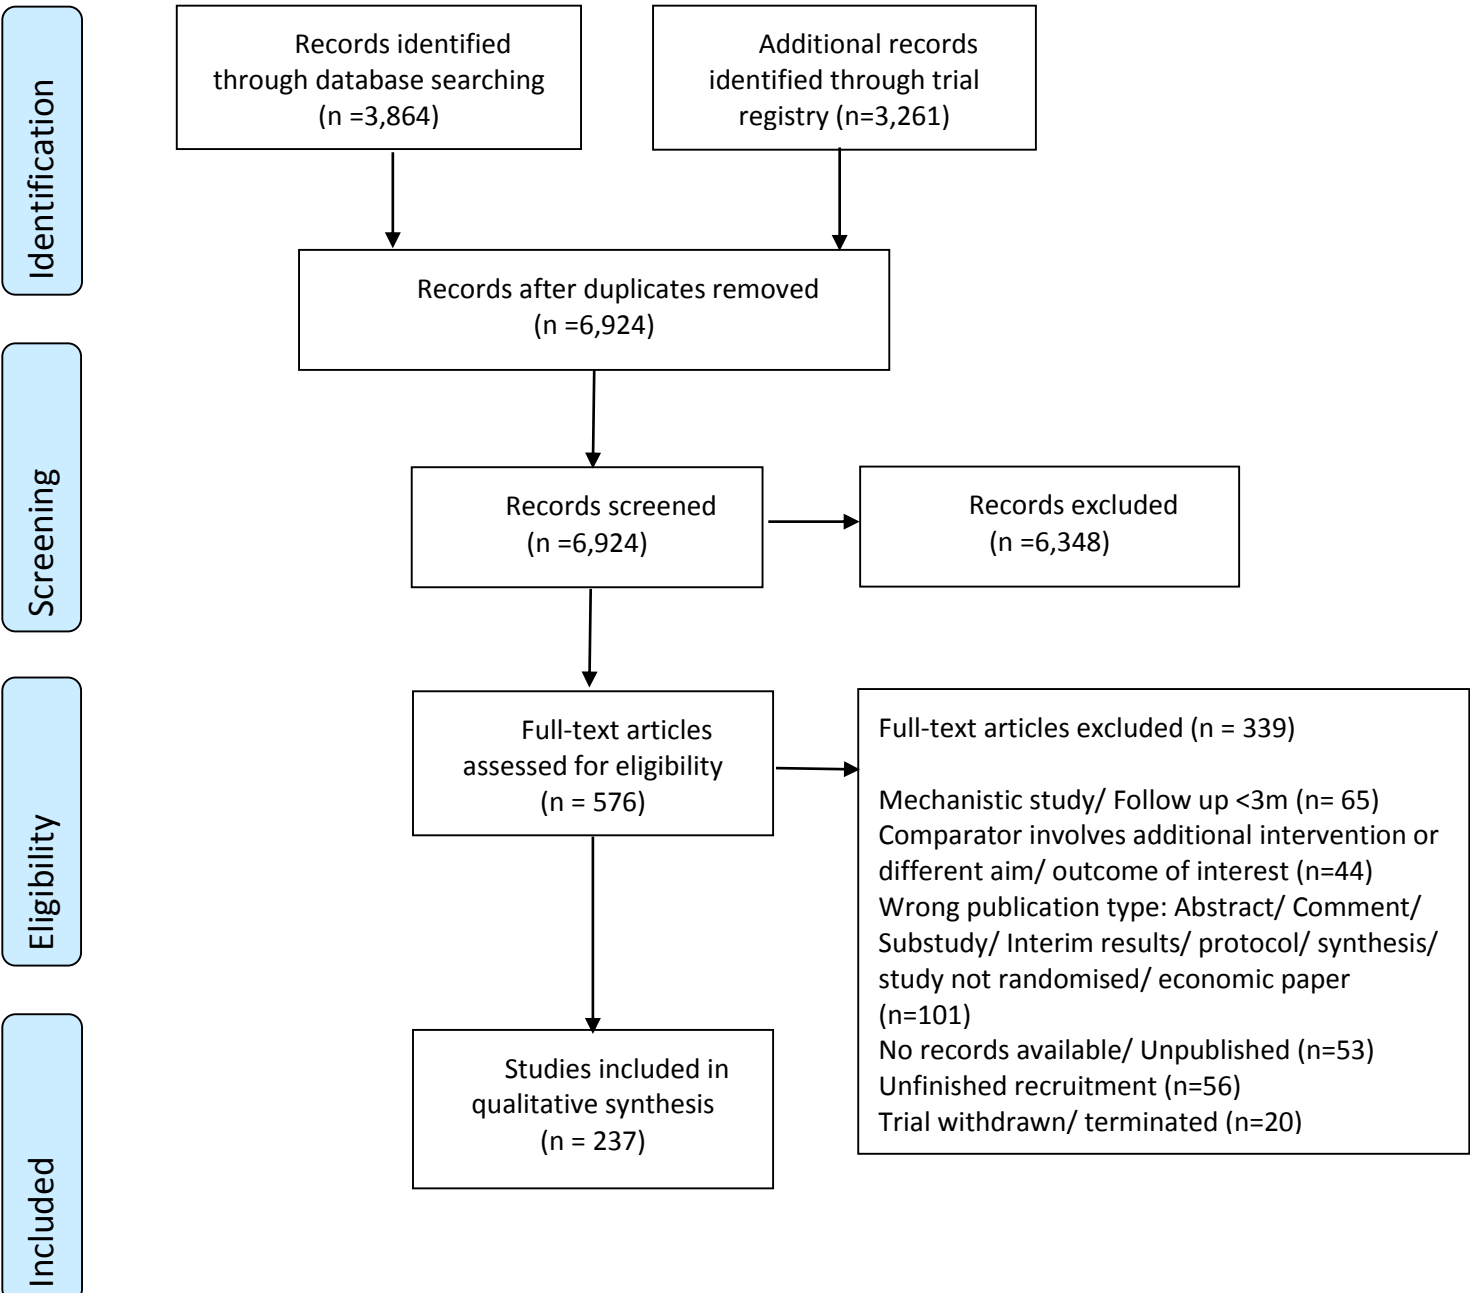 Identification
Records identified
through database searching
(n =3,864)
Additional records
identified through trial
registry (n=3,261)
Records after duplicates removed
(n =6,924)
Screening
Records screened
(n =6,924)
Records excluded
(n =6,348)
Eligibility
Full-text articles
assessed for eligibility
(n = 576)
Full-text articles excluded (n = 339)
Mechanistic study/ Follow up <3m (n= 65)
Comparator involves additional intervention or
different aim/ outcome of interest (n=44)
Wrong publication type: Abstract/ Comment/
Substudy/ Interim results/ protocol/ synthesis/
study not randomised/ economic paper
(n=101)
No records available/ Unpublished (n=53)
Unfinished recruitment (n=56)
Trial withdrawn/ terminated (n=20)
Included
Studies included in
qualitative synthesis
(n = 237)